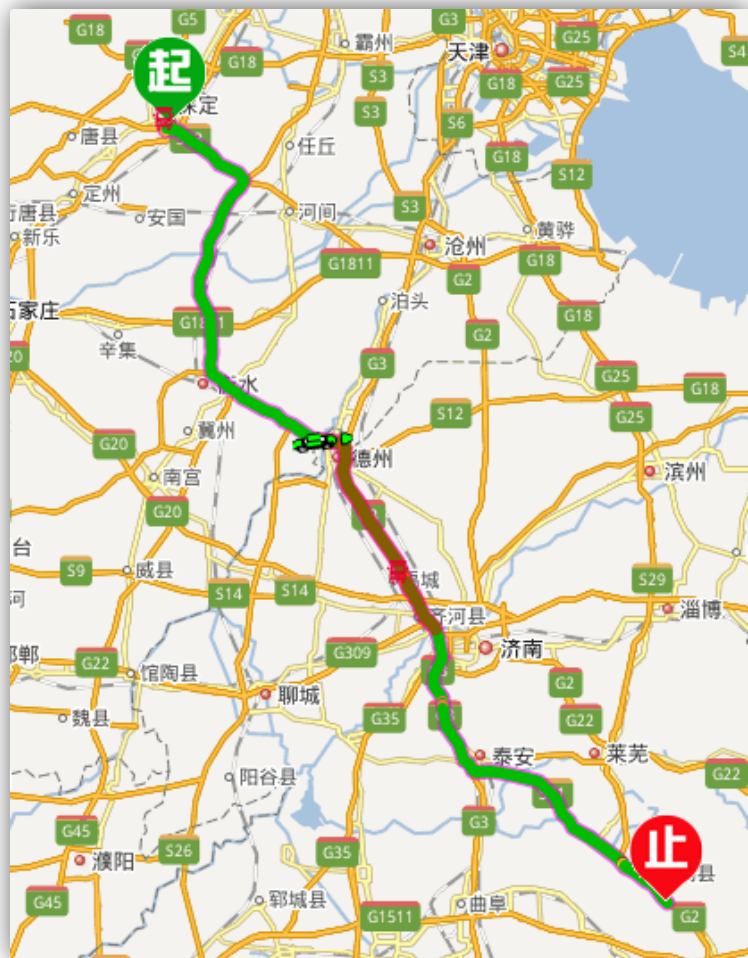 G18
G5
G3
G25
霸州
天津
S4
G18
S3
G18
G25
起
保定
S3
S6
唐县
任丘
G18
S12
定州
安国
河间
S3
行唐县
新乐
沧州
黄骅
G1811
G18
G2
石家庄
泊头
G18
G1811
辛集
G2
G3
20
衡水
G25
G18
G25
S12
冀州
G20
德州
滨州
南宫
G20
台
S9
威县
S14
S14
禹城
S29
河
齐河县
淄博
邯郸
G22
馆陶县
G309
济南
G2
聊城
G35
G22
魏县
泰安
莱芜
G22
阳谷县
G45
S26
濮阳
G35
G3
止
G45
郓城县
G1511
曲阜
G2